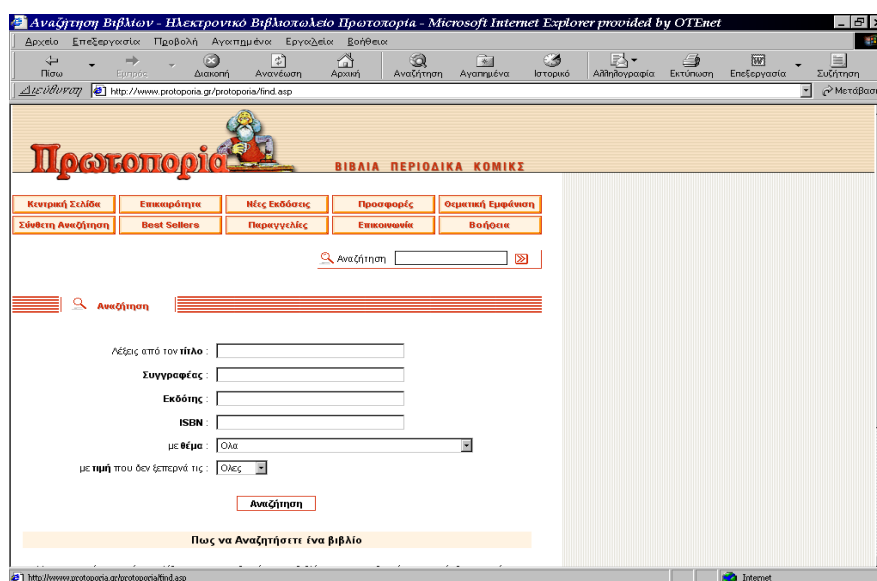 Αναζήτηση Βιβλίων - Ηλεκτρονικό Βιβλιοπωλείο Πρωτοπορία - Microsoft Internet Explorer provided by OTEnet
Αρχείο Επεξεργασία Προβολή Αγαπημένα Εργαλεία Βοήθεια
Πίσω Εμπρός Διακοπή Ανανέωση Αρχική Αναζήτηση Αγαπημένα Ιστορικό Αλληλογραφία Εκτύπωση Επεξεργασία Συζήτηση
Διεύθυνση http://www.protoporia.gr/protoporia/find.asp Μετάβαση
Πρωτοπορία
ΒΙΒΛΙΑ ΠΕΡΙΟΔΙΚΑ ΚΟΜΙΚΣ
Κεντρική Σελίδα Επικαιρότητα Νέες Εκδόσεις Προσφορές Θεματική Εμφάνιση
Σύνθετη Αναζήτηση Best Sellers Παραγγελίες Επικοινωνία Βοήθεια
Αναζήτηση
Αναζήτηση
Λέξεις από τον τίτλο :
Συγγραφέας :
Εκδότης :
ISBN :
με θέμα : Ολα
με τιμή που δεν ξεπερνά τις : Ολες
Αναζήτηση
Πως να Αναζητήσετε ένα βιβλίο
http://www.protoporia.gr/protoporia/find.asp Internet